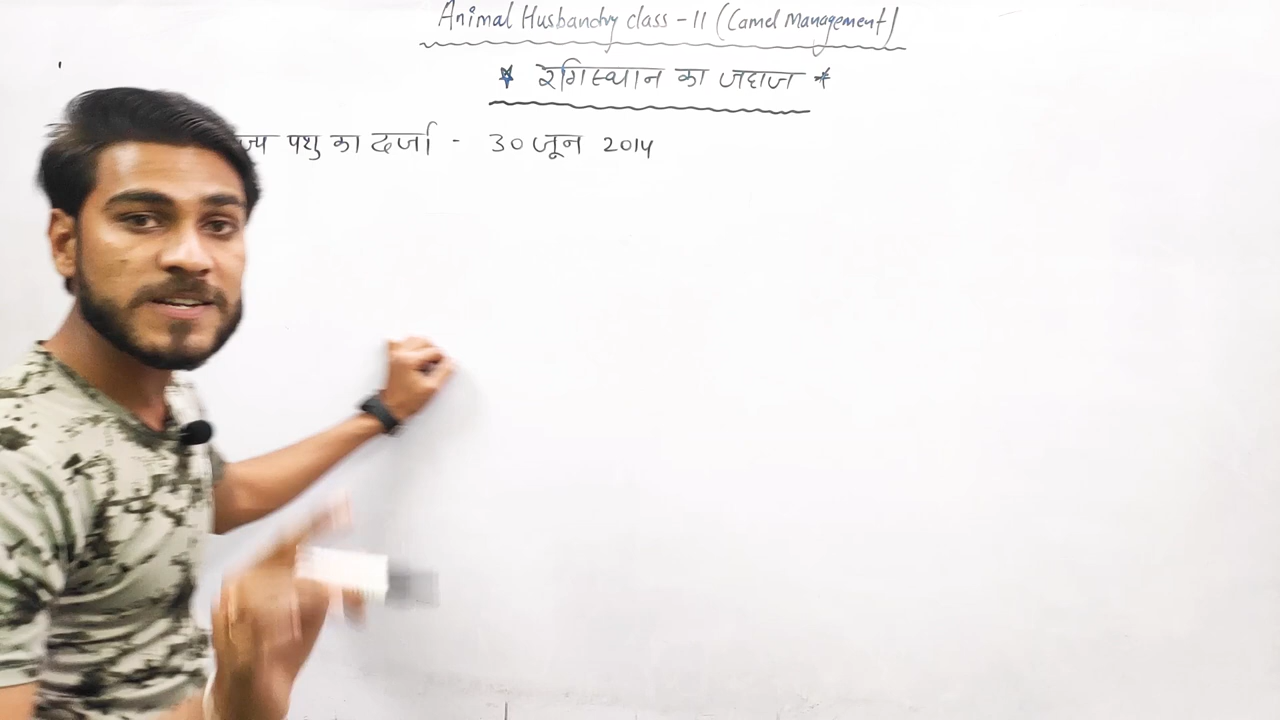 Animal Husbandry class - 11 (Camel Management)
* रेगिस्थान का जहाज *
पशु का दर्जा - 30 जून 2014